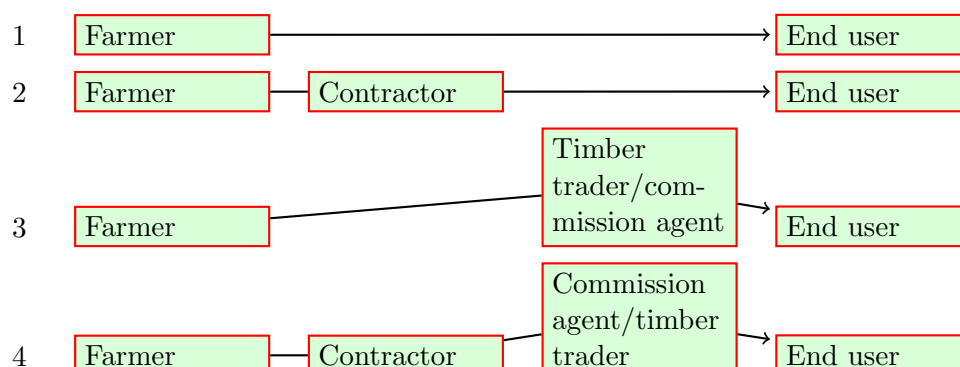 1 Farmer End user
2 Farmer Contractor End user
Timber
trader/com-
mission agent
3 Farmer End user
Commission
agent/timber
trader
4 Farmer Contractor End user